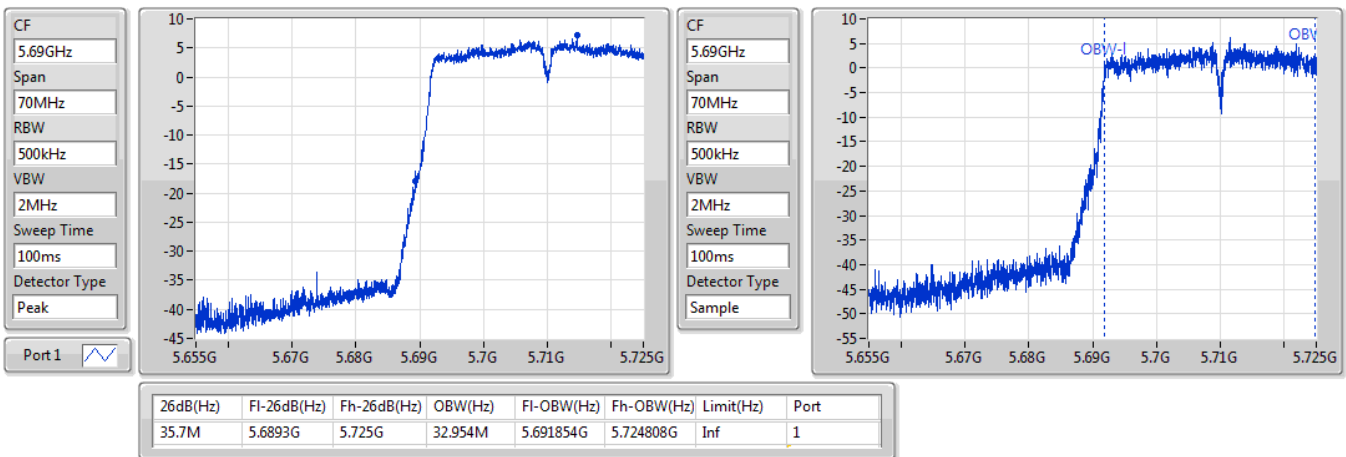 CF
5.69GHz
Span
70MHz
RBW
500kHz
VBW
2MHz
Sweep Time
100ms
Detector Type
Peak
Port 1
10
5
0
-5
-10
-15
-20
-25
-30
-35
-40
-45
5.655G 5.67G 5.68G 5.69G 5.7G 5.71G 5.725G
CF
5.69GHz
Span
70MHz
RBW
500kHz
VBW
2MHz
Sweep Time
100ms
Detector Type
Sample
10
5
0
-5
-10
-15
-20
-25
-30
-35
-40
-45
-50
-55
OBW-l
OBV
5.655G 5.67G 5.68G 5.69G 5.7G 5.71G 5.725G
26dB(Hz) Fl-26dB(Hz) Fh-26dB(Hz) OBW(Hz) Fl-OBW(Hz) Fh-OBW(Hz) Limit(Hz) Port
35.7M 5.6893G 5.725G 32.954M 5.691854G 5.724808G Inf 1